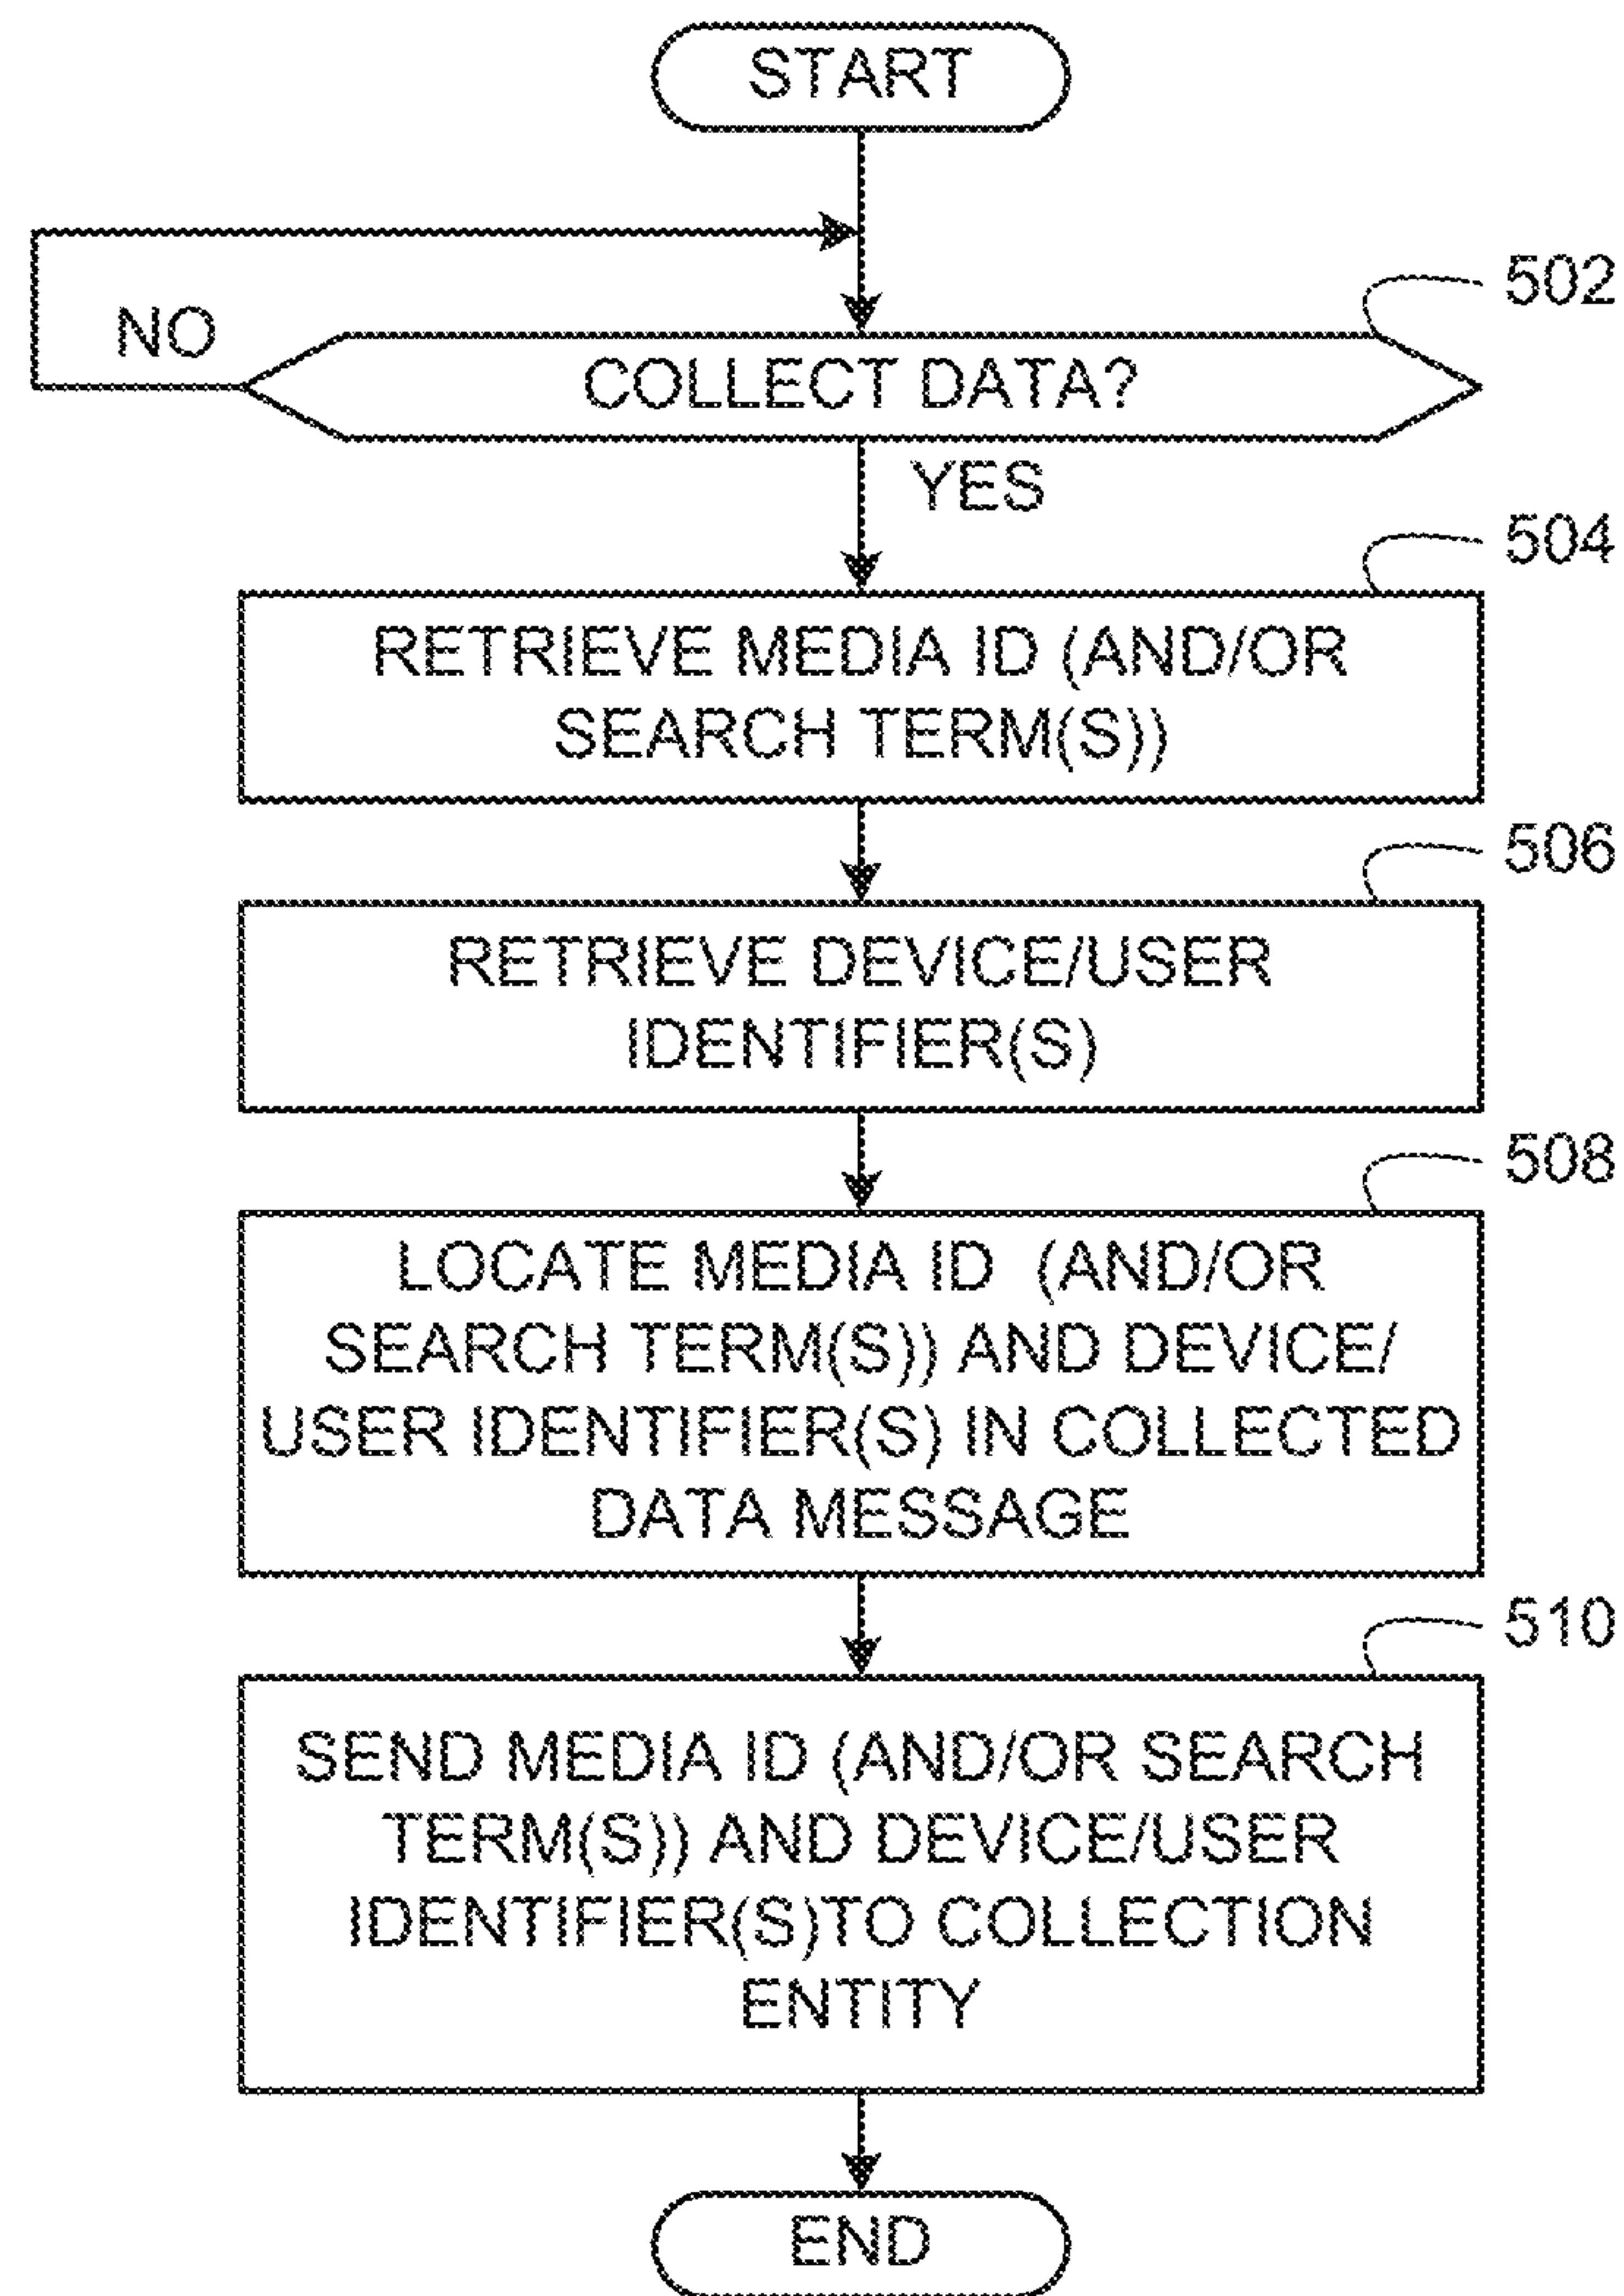 START
502
NO
COLLECT DATA?
YES
504
RETRIEVE MEDIA ID (AND/OR
SEARCH TERM(S))
506
RETRIEVE DEVICE/USER
IDENTIFIER(S)
508
LOCATE MEDIA ID (AND/OR
SEARCH TERM(S)) AND DEVICE/
USER IDENTIFIER(S) IN COLLECTED
DATA MESSAGE
510
SEND MEDIA ID (AND/OR SEARCH
TERM(S)) AND DEVICE/USER
IDENTIFIER(S)TO COLLECTION
ENTITY
END